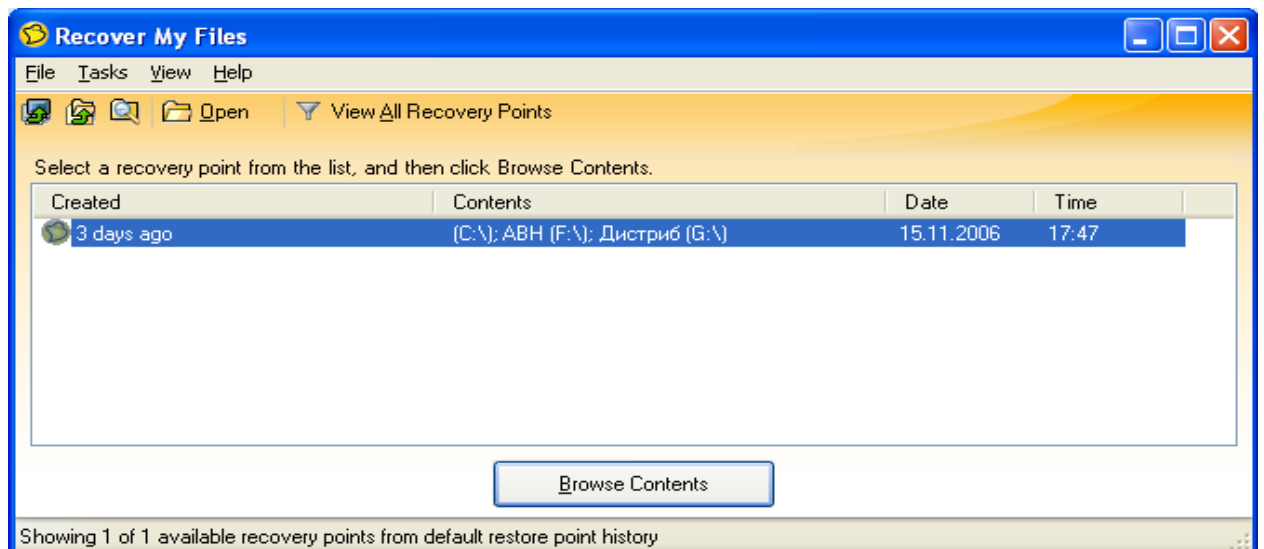 Recover My Files
File Tasks View Help
Open View All Recovery Points
Select a recovery point from the list, and then click Browse Contents.
Created Contents Date Time
3 days ago (C:\); ABH (F:\); Дистриб (G:\) 15.11.2006 17:47
Browse Contents
Showing 1 of 1 available recovery points from default restore point history